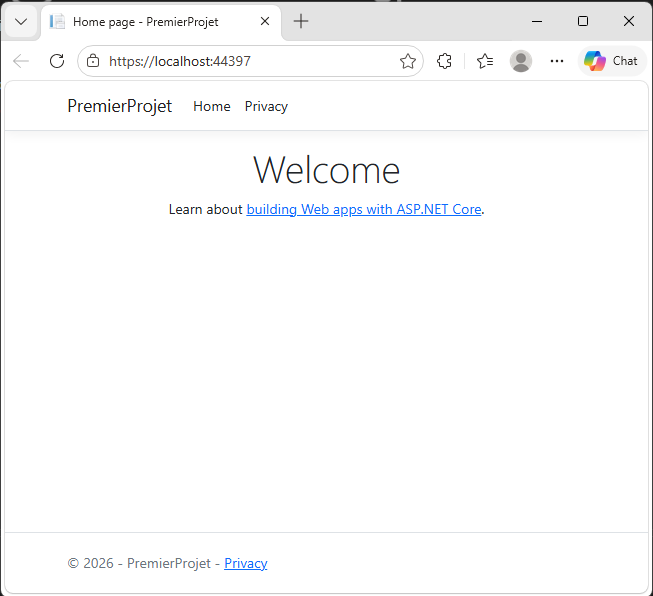 Home page - PremierProjet
https://localhost:44397
Chat
PremierProjet Home Privacy
Welcome
Learn about building Web apps with ASP.NET Core.
© 2026 - PremierProjet - Privacy